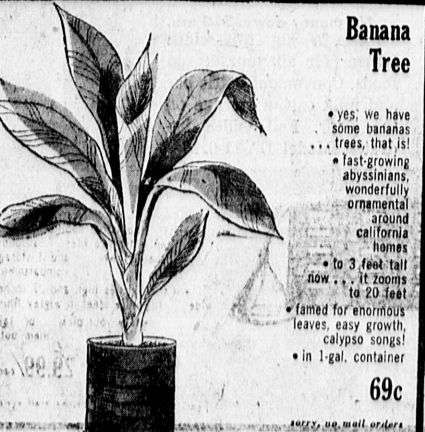 Banana
Tree
• yes, we have
some bananas
... trees, that is!
• fast-growing
abyssinians,
wonderfully
ornamental
around
california
homes
• to 3 feet tall
now ... it zooms
to 20 feet
• famed for enormous
leaves, easy growth,
calypso songs!
• in 1-gal. container
69c
sorry, no mail orders